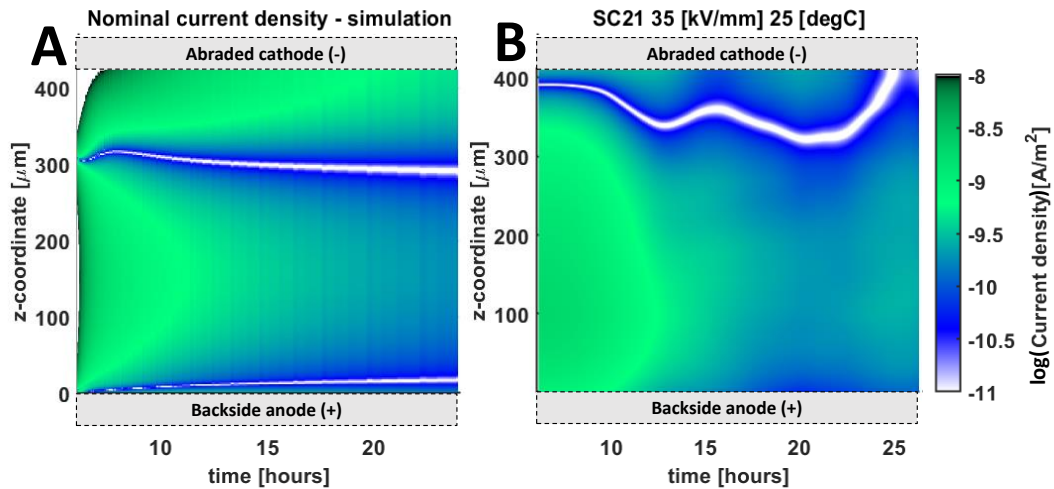 A
Nominal current density - simulation
Abraded cathode (-)
400
300
200
100
0
z-coordinate [μm]
Backside anode (+)
10
15
20
time [hours]
B
SC21 35 [kV/mm] 25 [degC]
Abraded cathode (-)
400
300
200
100
z-coordinate [μm]
Backside anode (+)
10
15
20
25
time [hours]
-8
-8.5
-9
-9.5
-10
-10.5
-11
log(Current density)[A/m²]